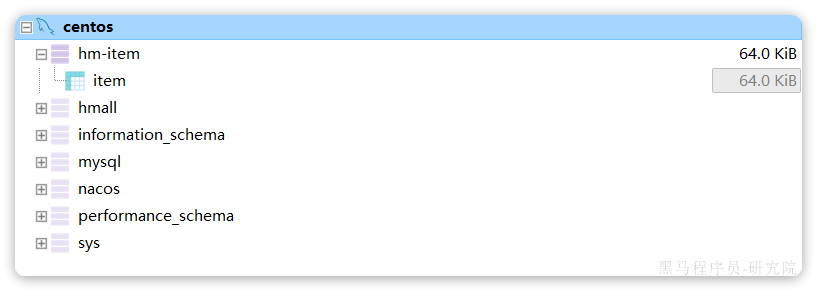 centos
hm-item 64.0 KiB
item 64.0 KiB
hmall
information_schema
mysql
nacos
performance_schema
sys
黑马程序员-研究院